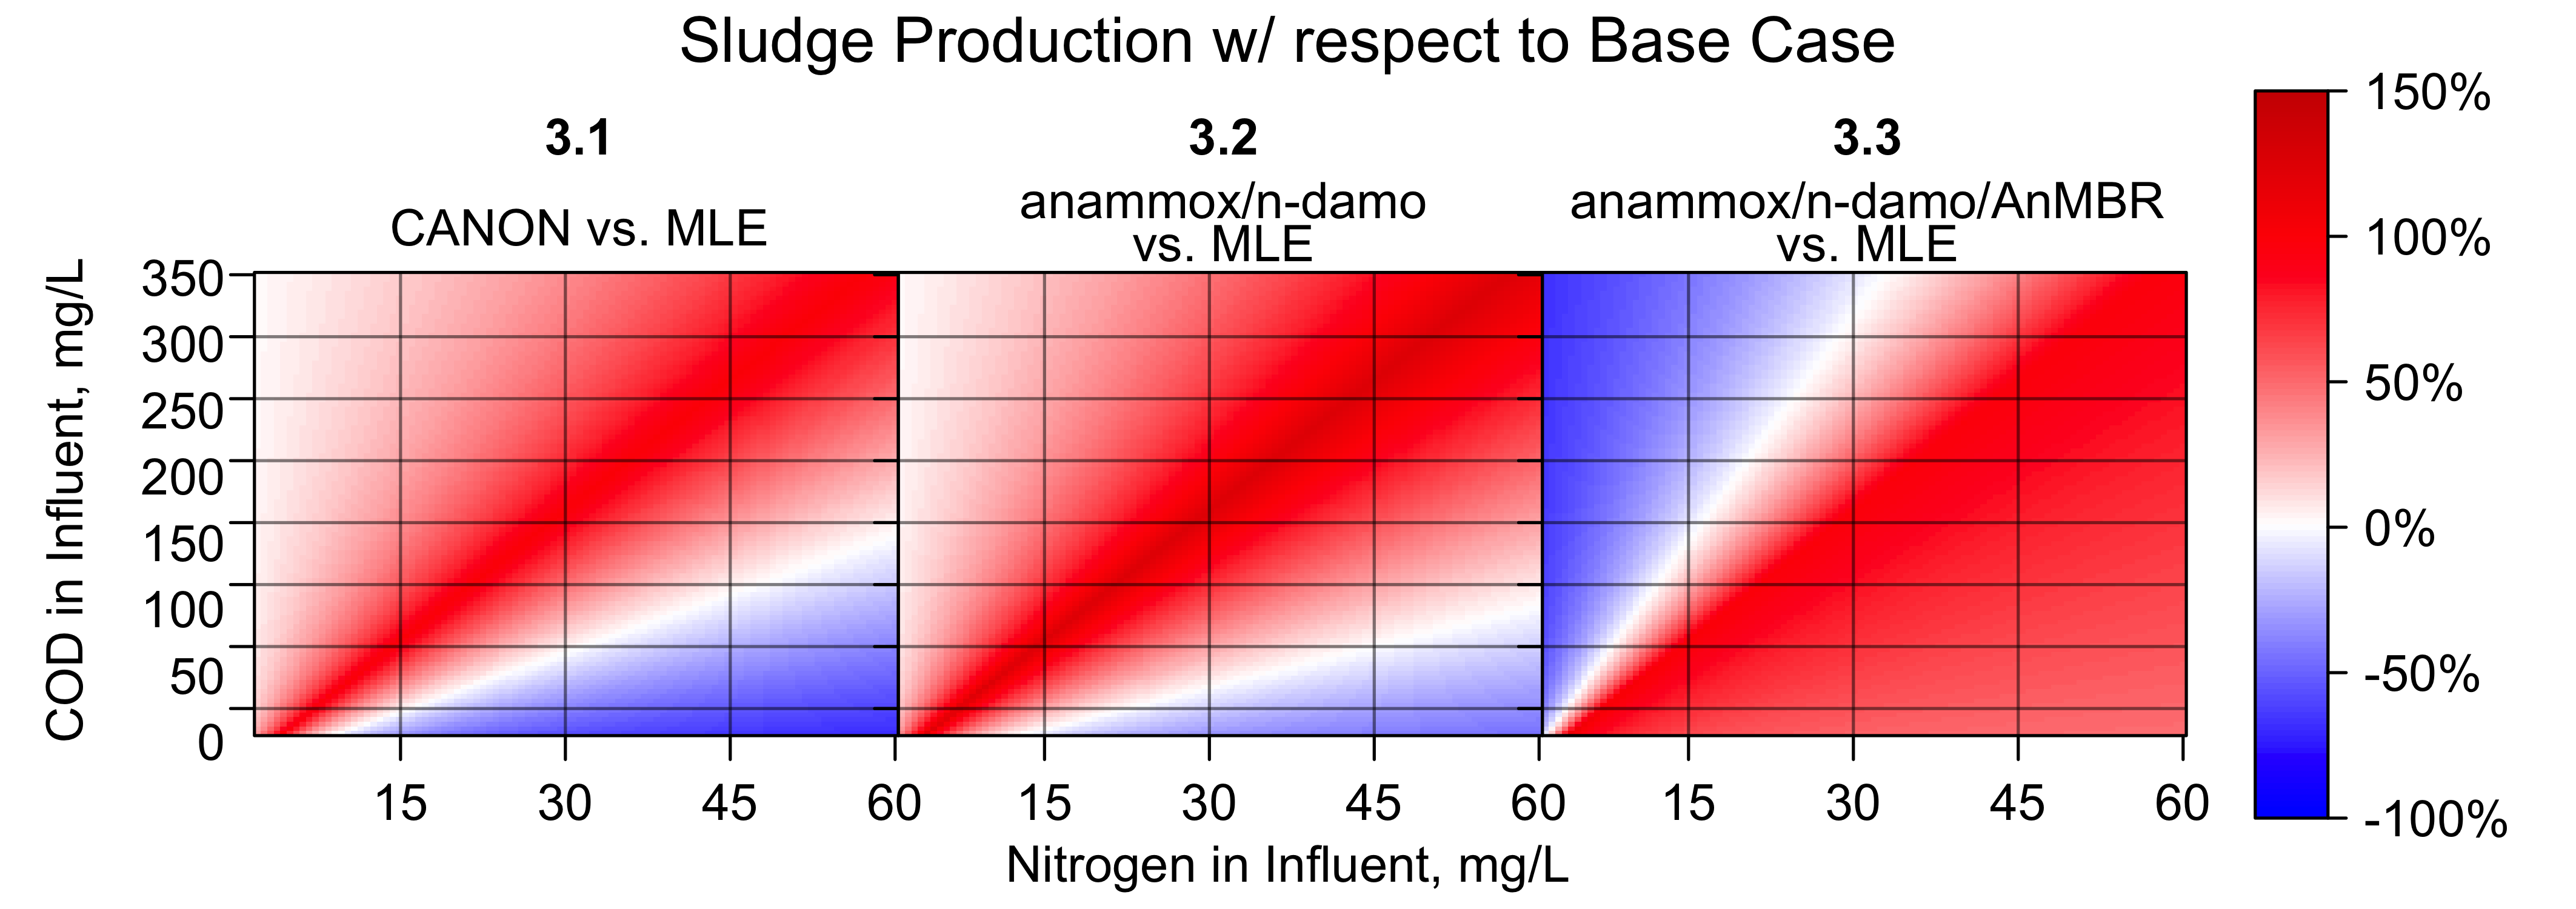 Sludge Production w/ respect to Base Case
3.1
3.2
3.3
CANON vs. MLE
anammox/n-damo
vs. MLE
anammox/n-damo/AnMBR
vs. MLE
COD in Influent, mg/L
350
300
250
200
150
100
50
0
15 30 45 60 15 30 45 60 15 30 45 60
Nitrogen in Influent, mg/L
150%
100%
50%
0%
-50%
-100%